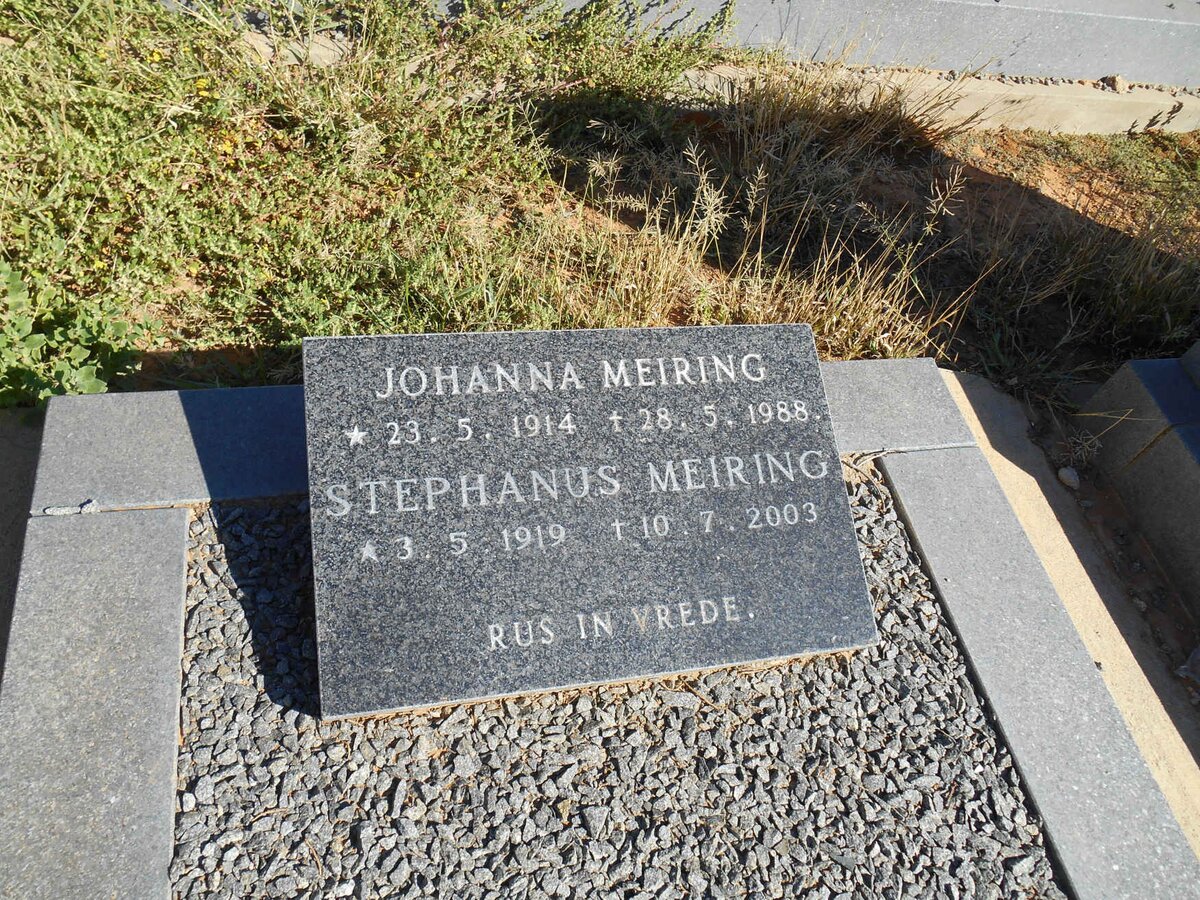 JOHANNA MEIRING
★ 23. 5. 1914 † 28. 5. 1988.
STEPHANUS MEIRING
★ 3. 5. 1919 † 10. 7. 2003
RUS IN VREDE.